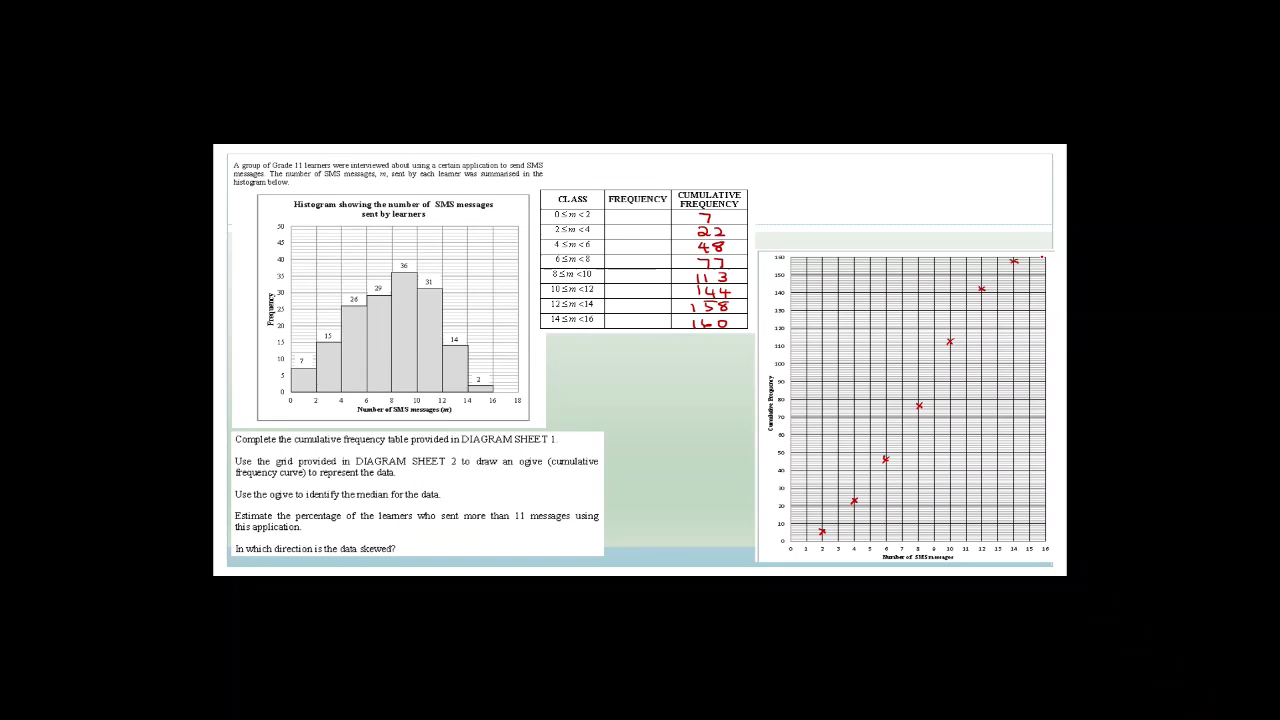 A group of Grade 11 learners were interviewed about using a certain application to send SMS
messages. The number of SMS messages, m, sent by each learner was summarised in the
histogram below.
Histogram showing the number of SMS messages
sent by learners
Frequency
50
45
40
35
30
25
20
15
10
5
0
7
15
26
29
36
31
14
2
0 2 4 6 8 10 12 14 16 18
Number of SMS messages (m)
CLASS FREQUENCY CUMULATIVE FREQUENCY
0 ≤ m < 2 7
2 ≤ m < 4 22
4 ≤ m < 6 48
6 ≤ m < 8 77
8 ≤ m <10 113
10 ≤ m <12 144
12 ≤ m <14 158
14 ≤ m <16 160
Complete the cumulative frequency table provided in DIAGRAM SHEET 1.
Use the grid provided in DIAGRAM SHEET 2 to draw an ogive (cumulative
frequency curve) to represent the data.
Use the ogive to identify the median for the data.
Estimate the percentage of the learners who sent more than 11 messages using
this application.
In which direction is the data skewed?
Cumulative Frequency
160
150
140
130
120
110
100
90
80
70
60
50
40
30
20
10
0
0 1 2 3 4 5 6 7 8 9 10 11 12 13 14 15 16
Number of SMS messages